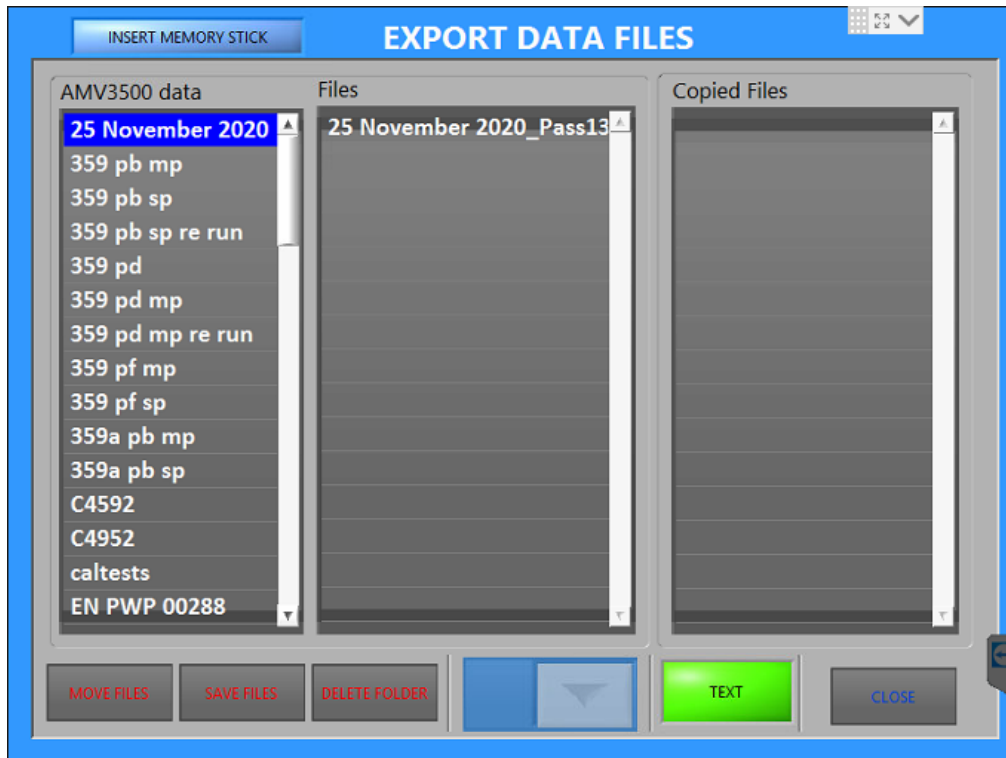 INSERT MEMORY STICK
EXPORT DATA FILES
AMV3500 data
Files
Copied Files
25 November 2020
25 November 2020_Pass13
359 pb mp
359 pb sp
359 pb sp re run
359 pd
359 pd mp
359 pd mp re run
359 pf mp
359 pf sp
359a pb mp
359a pb sp
C4592
C4952
caltests
EN PWP 00288
MOVE FILES
SAVE FILES
DELETE FOLDER
TEXT
CLOSE